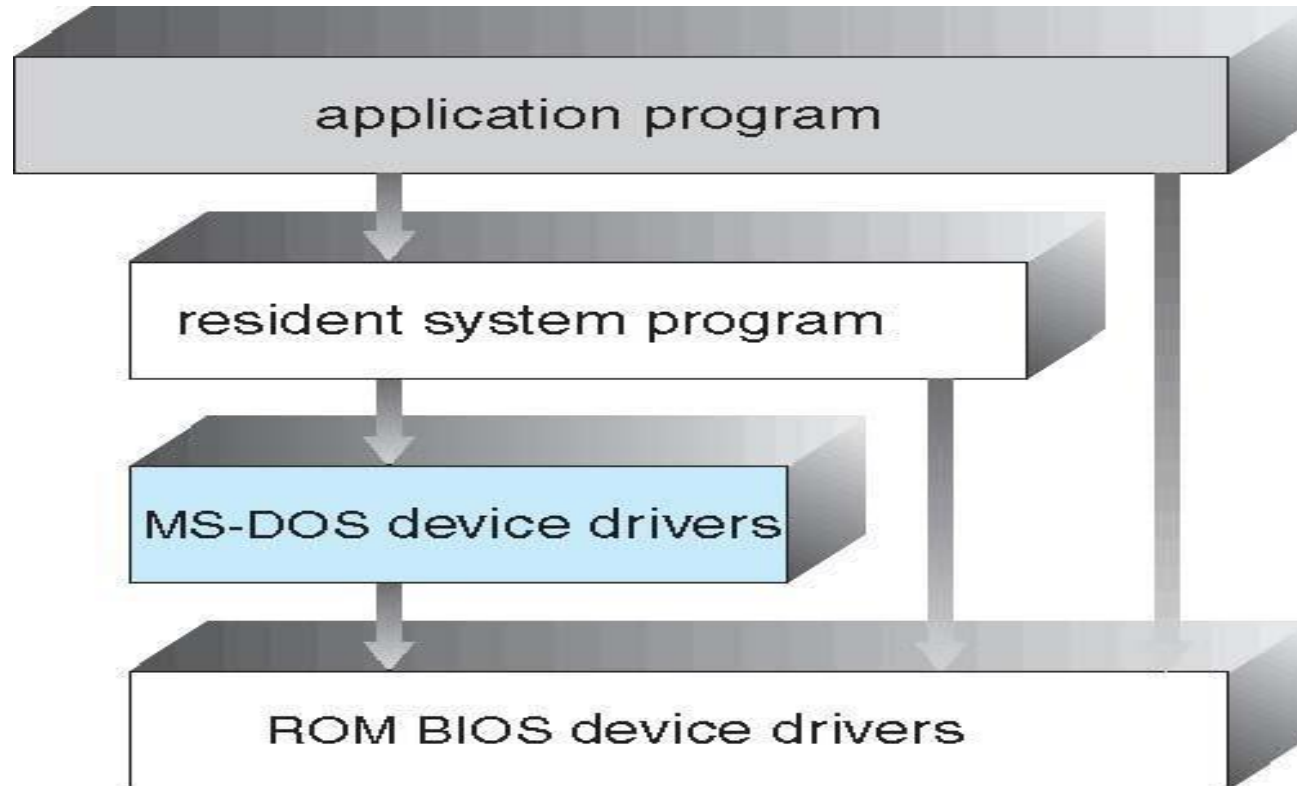 application program
resident system program
MS-DOS device drivers
ROM BIOS device drivers